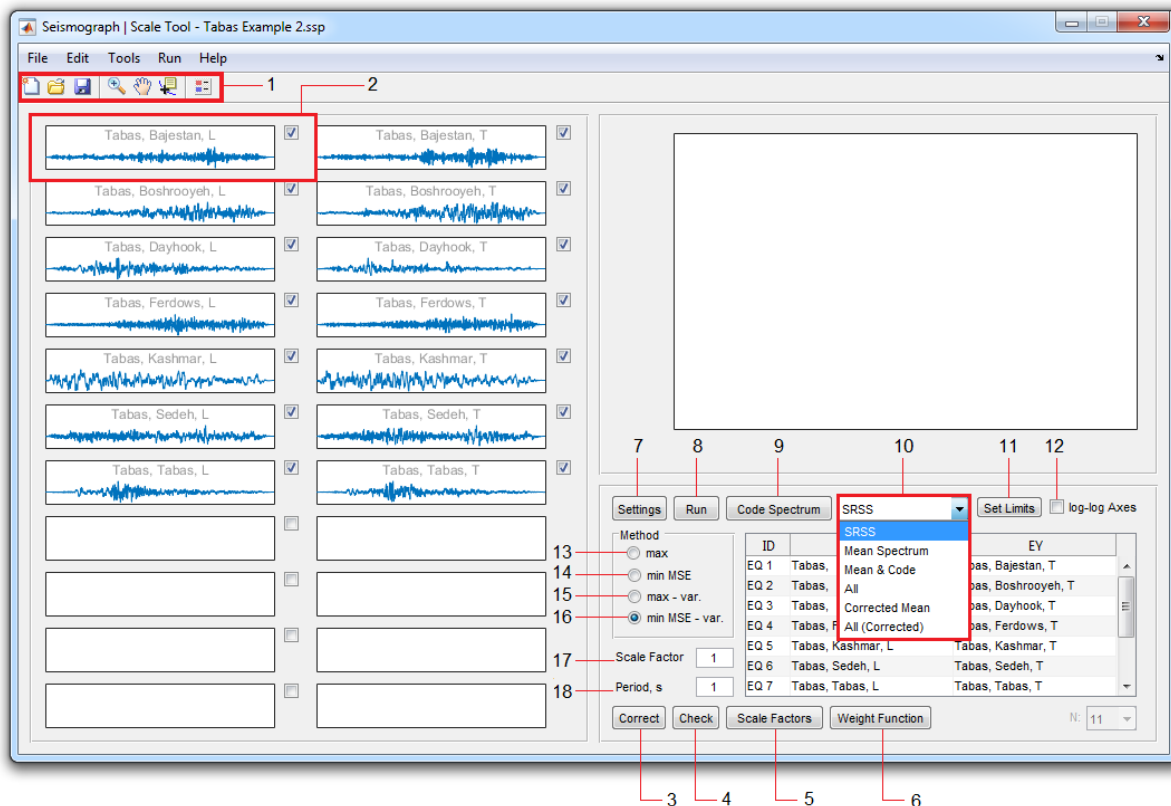 Seismograph | Scale Tool - Tabas Example 2.ssp
File Edit Tools Run Help
1
2
Tabas, Bajestan, L
Tabas, Bajestan, T
Tabas, Boshrooyeh, L
Tabas, Boshrooyeh, T
Tabas, Dayhook, L
Tabas, Dayhook, T
Tabas, Ferdows, L
Tabas, Ferdows, T
Tabas, Kashmar, L
Tabas, Kashmar, T
Tabas, Sedeh, L
Tabas, Sedeh, T
Tabas, Tabas, L
Tabas, Tabas, T
7 8 9 10 11 12
Settings Run Code Spectrum SRSS Set Limits log-log Axes
SRSS
Mean Spectrum
Mean & Code
All
Corrected Mean
All (Corrected)
Method
13 max
14 min MSE
15 max - var.
16 min MSE - var.
17 Scale Factor 1
18 Period, s 1
ID EY
EQ 1 Tabas, bas, Bajestan, T
EQ 2 Tabas, bas, Boshrooyeh, T
EQ 3 Tabas, bas, Dayhook, T
EQ 4 Tabas, F bas, Ferdows, T
EQ 5 Tabas, Kashmar, L Tabas, Kashmar, T
EQ 6 Tabas, Sedeh, L Tabas, Sedeh, T
EQ 7 Tabas, Tabas, L Tabas, Tabas, T
Correct Check Scale Factors Weight Function N: 11
3 4 5 6